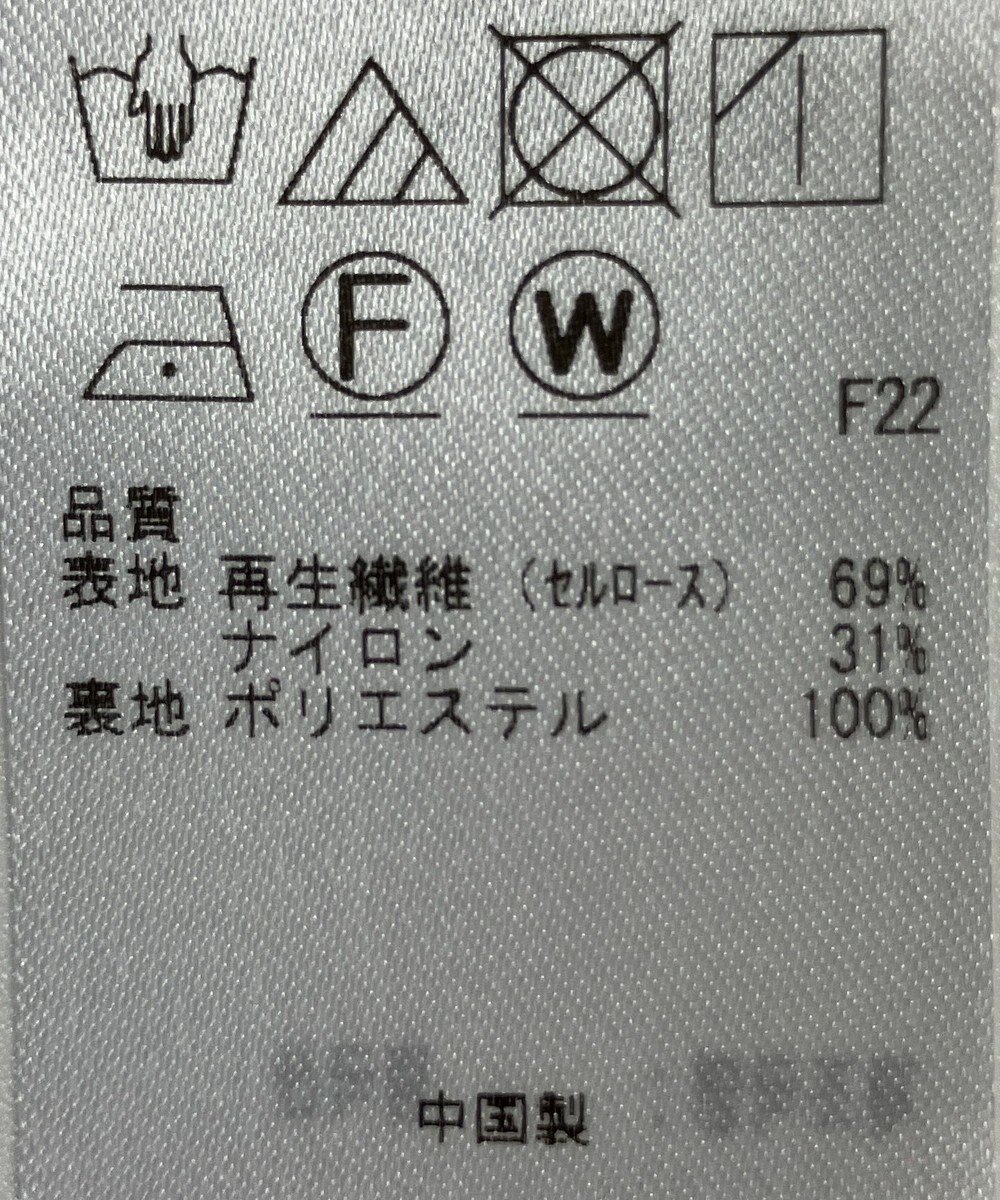 F W
F22
品質
表地 再生繊維 (セルロース) 69%
ナイロン 31%
裏地 ポリエステル 100%
中国製